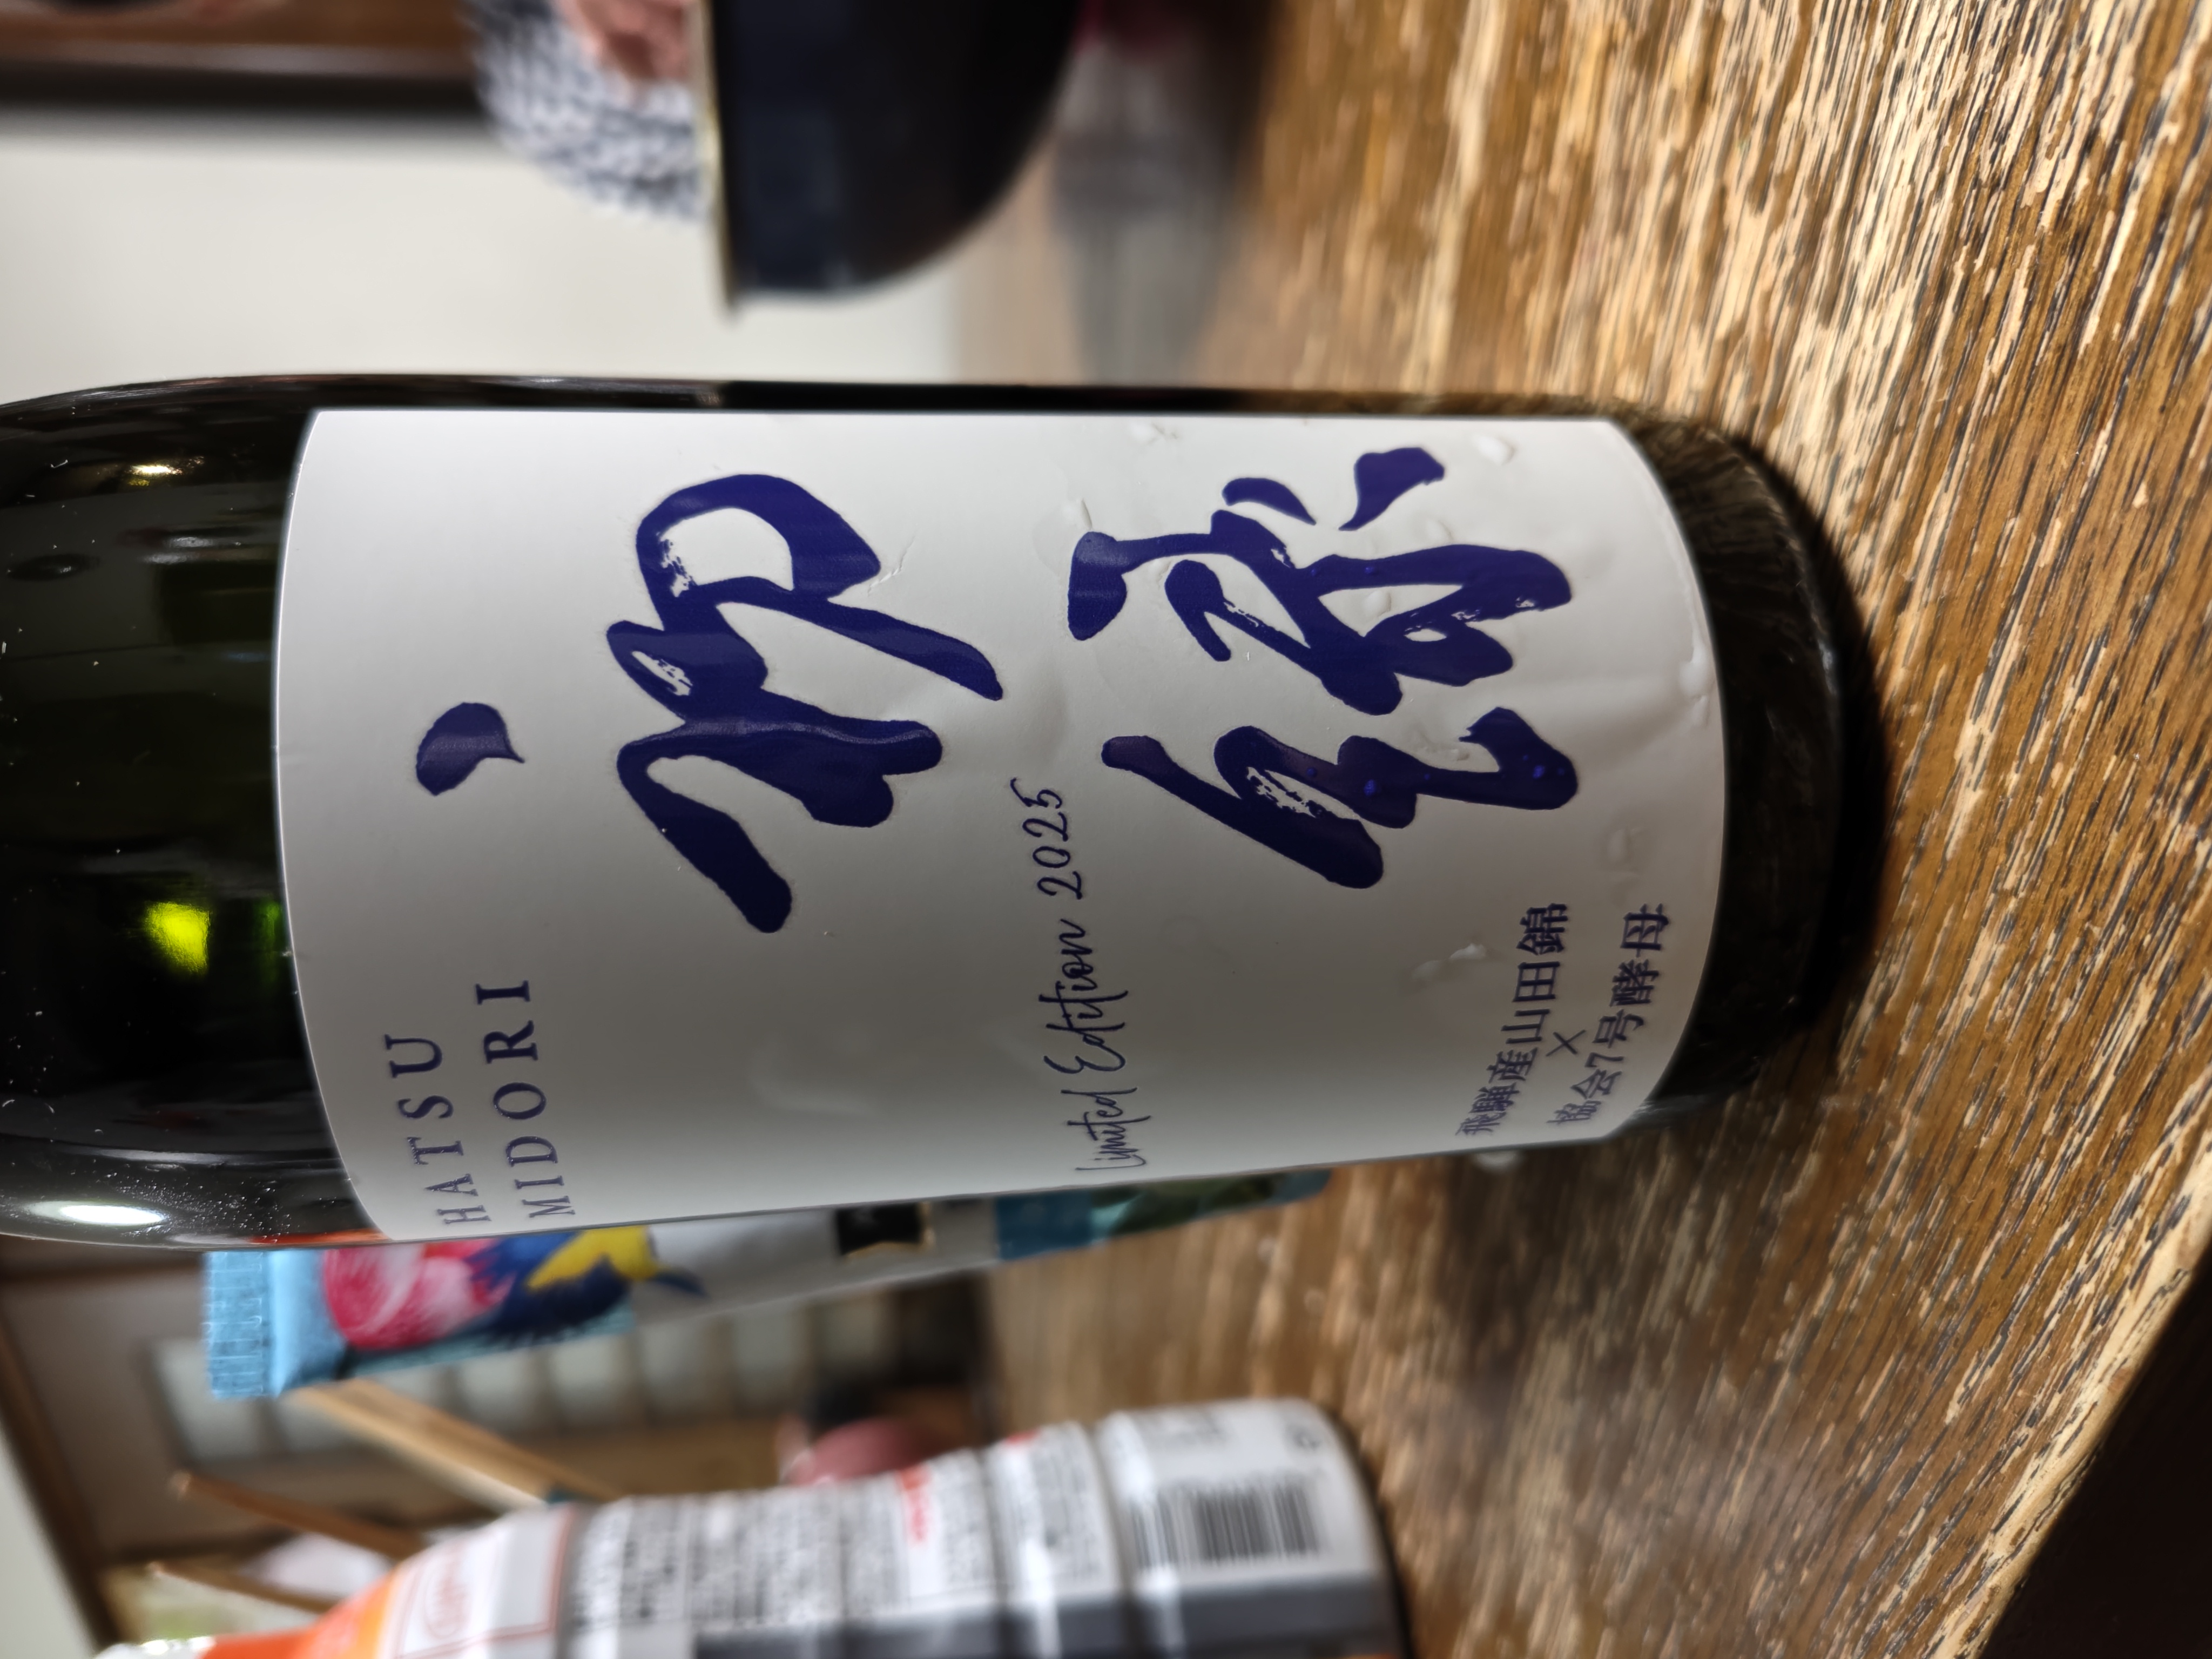 HATSU
MIDORI
初緑
Limited Edition 2025
飛騨産山田錦
×
協会7号酵母